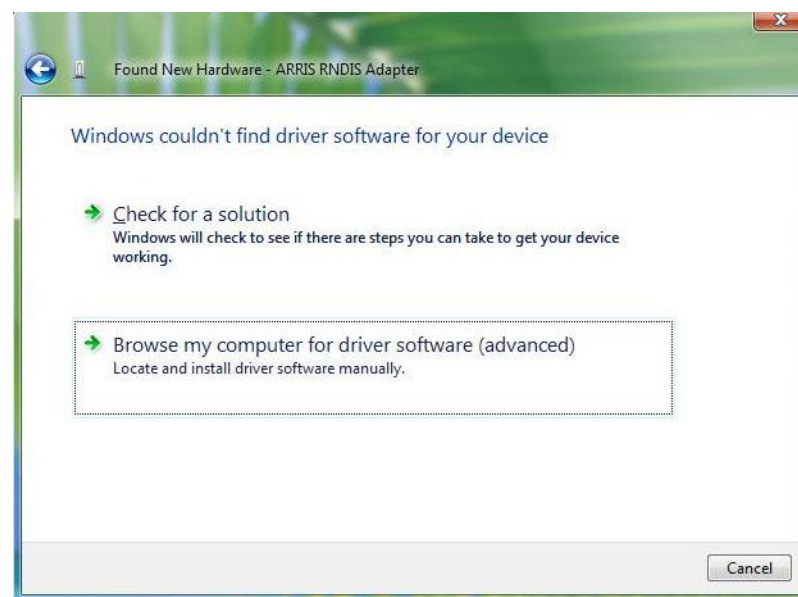 Found New Hardware - ARRIS RNDIS Adapter
Windows couldn't find driver software for your device
Check for a solution
Windows will check to see if there are steps you can take to get your device
working.
Browse my computer for driver software (advanced)
Locate and install driver software manually.
Cancel